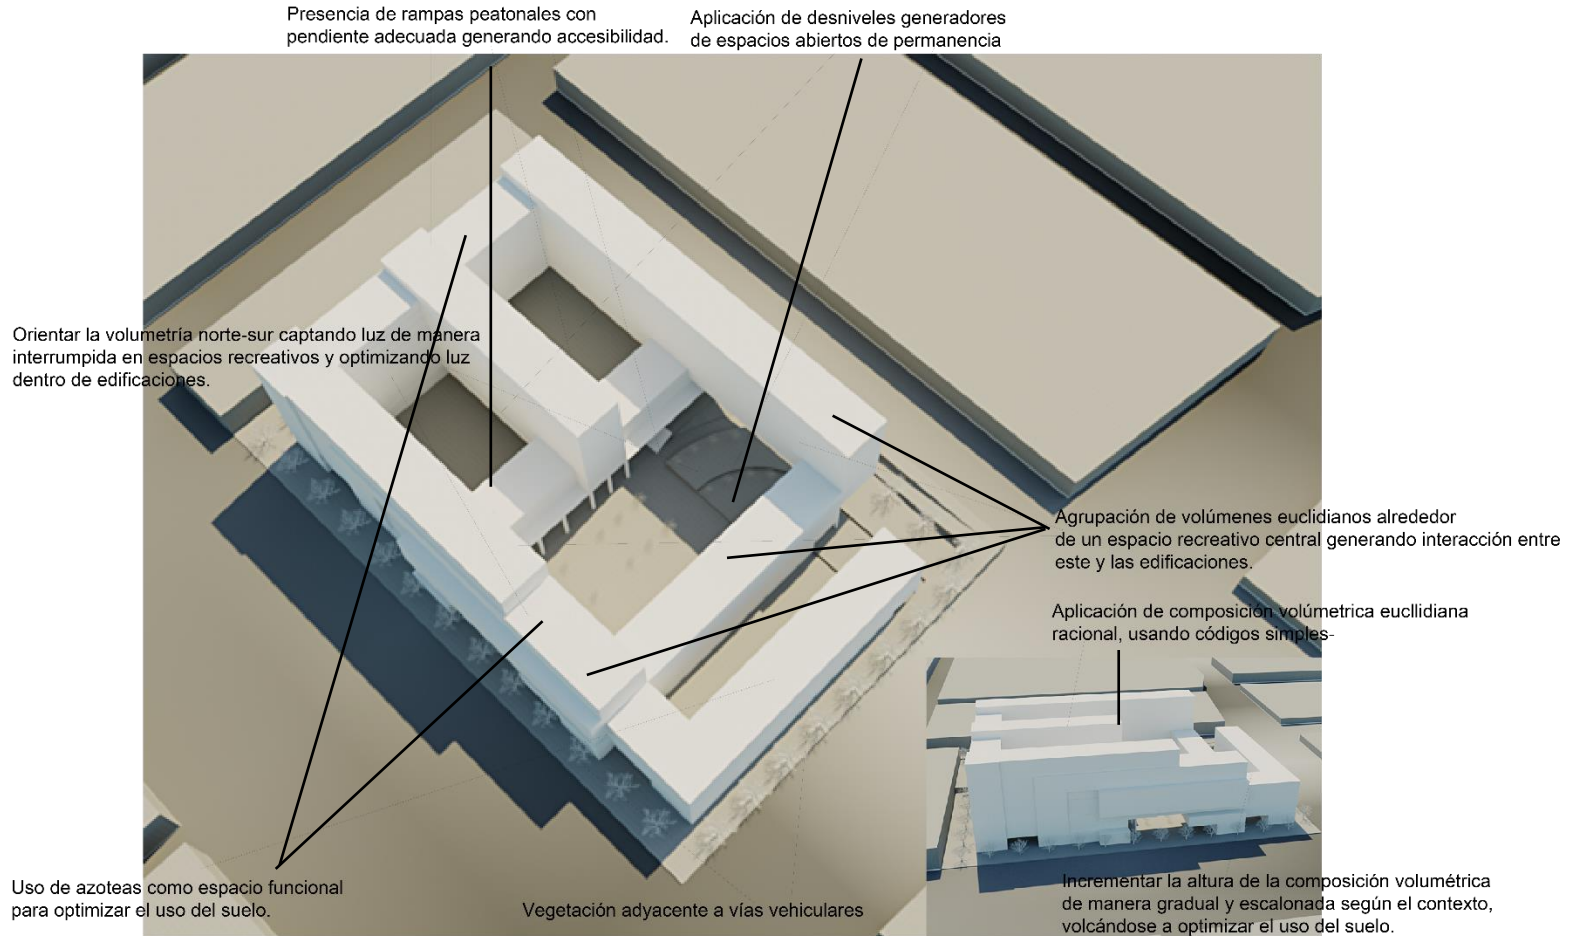 Presencia de rampas peatonales con
pendiente adecuada generando accesibilidad.
Aplicación de desniveles generadores
de espacios abiertos de permanencia
Orientar la volumetría norte-sur captando luz de manera
interrumpida en espacios recreativos y optimizando luz
dentro de edificaciones.
Agrupación de volúmenes euclidianos alrededor
de un espacio recreativo central generando interacción entre
este y las edificaciones.
Aplicación de composición volúmetrica eucllidiana
racional, usando códigos simples-
Uso de azoteas como espacio funcional
para optimizar el uso del suelo.
Vegetación adyacente a vías vehiculares
Incrementar la altura de la composición volumétrica
de manera gradual y escalonada según el contexto,
volcándose a optimizar el uso del suelo.